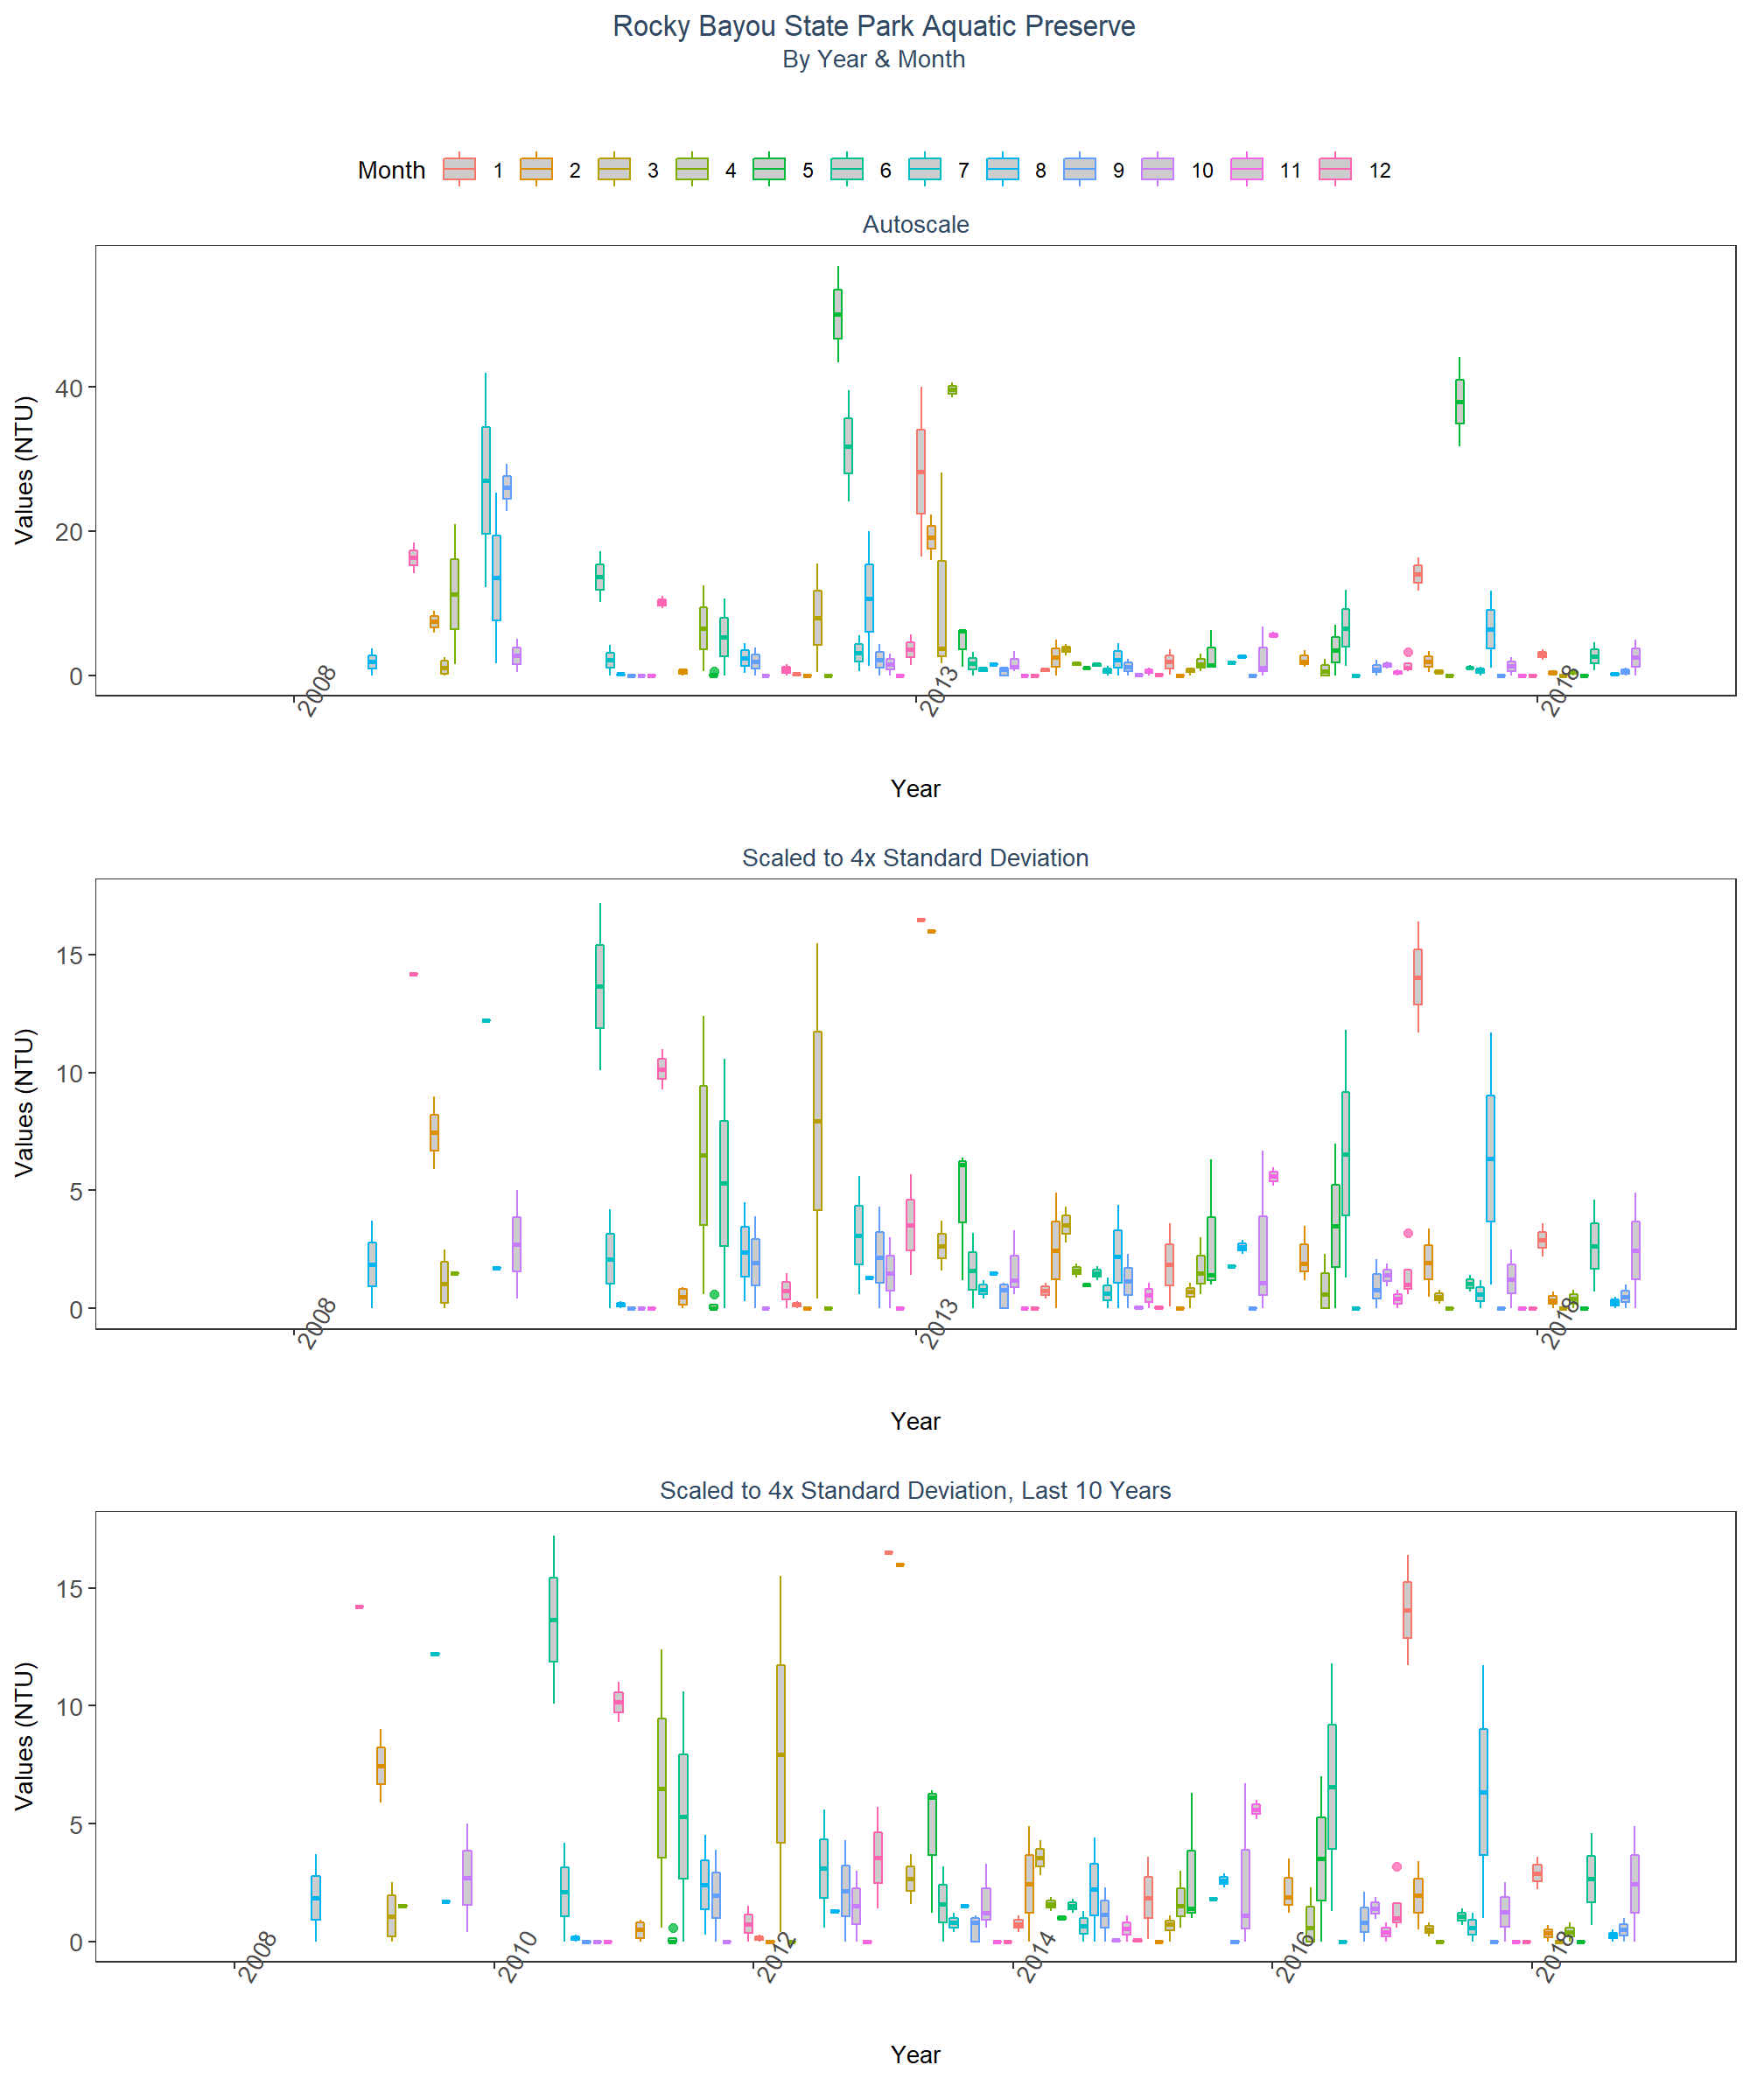 Rocky Bayou State Park Aquatic Preserve
By Year & Month
Month 1 2 3 4 5 6 7 8 9 10 11 12
Autoscale
Values (NTU)
40
20
0
2008 2013 2018
Year
Scaled to 4x Standard Deviation
Values (NTU)
15
10
5
0
2008 2013 2018
Year
Scaled to 4x Standard Deviation, Last 10 Years
Values (NTU)
15
10
5
0
2008 2010 2012 2014 2016 2018
Year